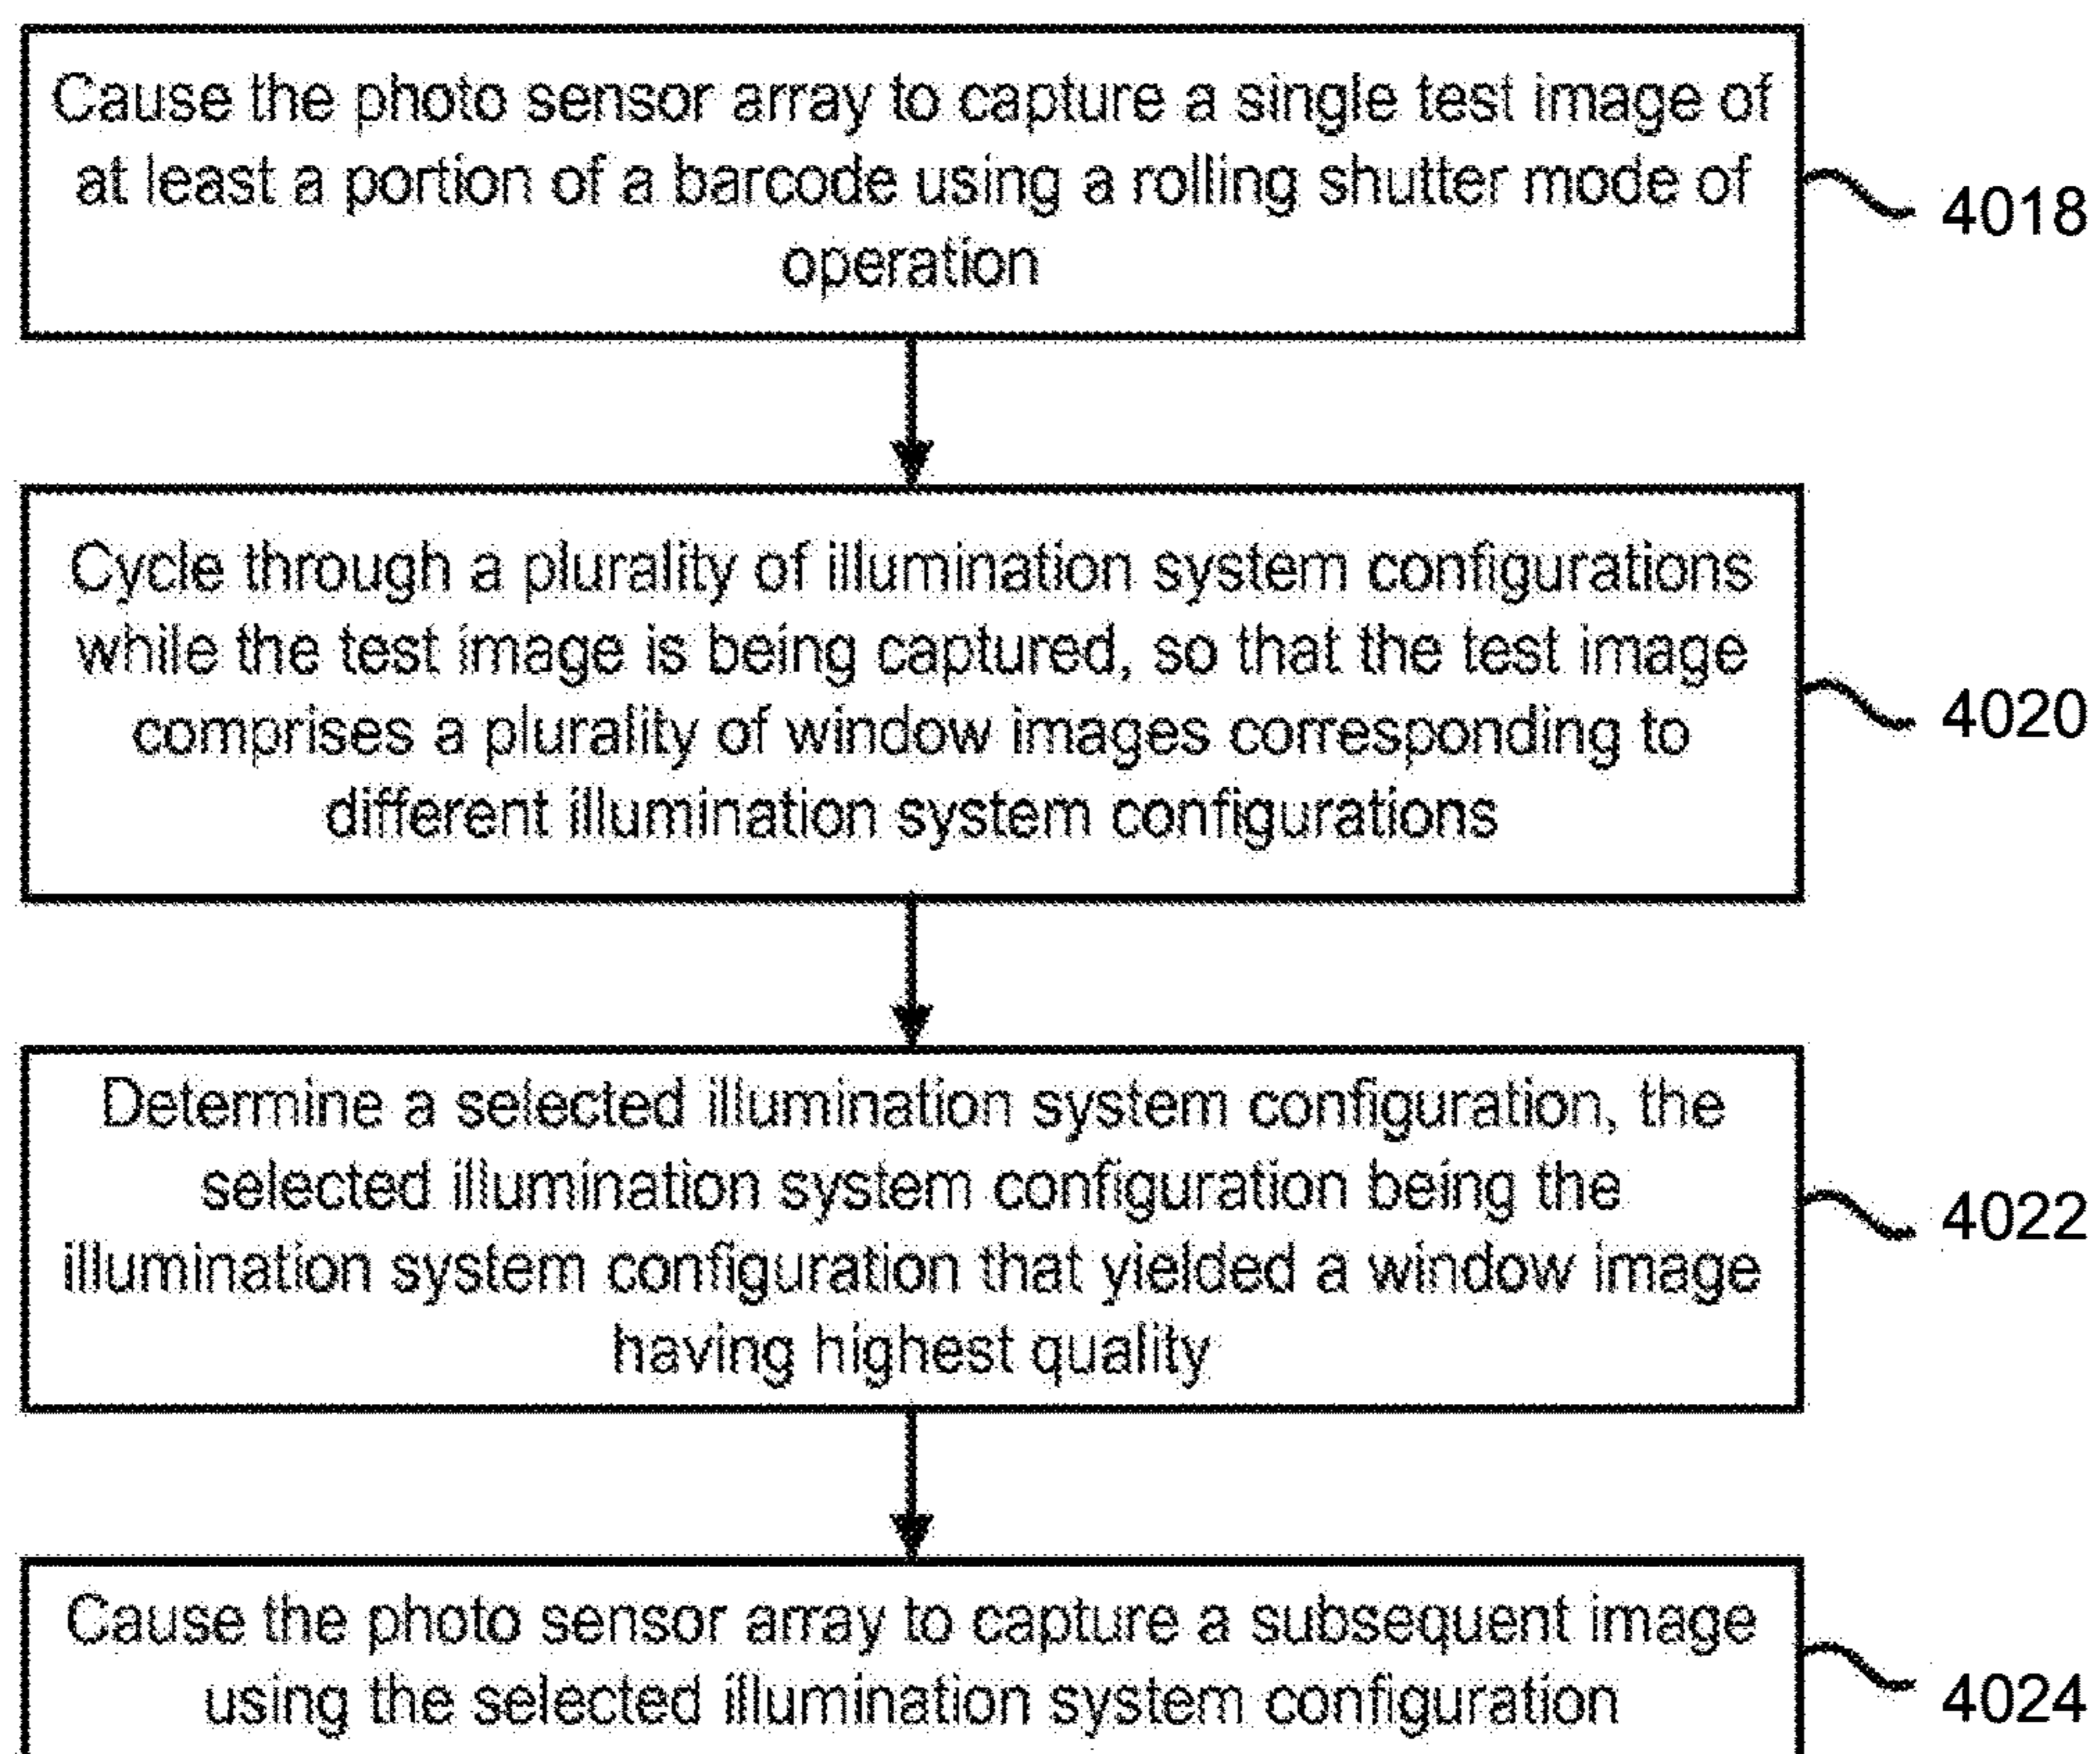 Cause the photo sensor array to capture a single test image of
at least a portion of a barcode using a rolling shutter mode of
operation
4018
Cycle through a plurality of illumination system configurations
while the test image is being captured, so that the test image
comprises a plurality of window images corresponding to
different illumination system configurations
4020
Determine a selected illumination system configuration, the
selected illumination system configuration being the
illumination system configuration that yielded a window image
having highest quality
4022
Cause the photo sensor array to capture a subsequent image
using the selected illumination system configuration
4024